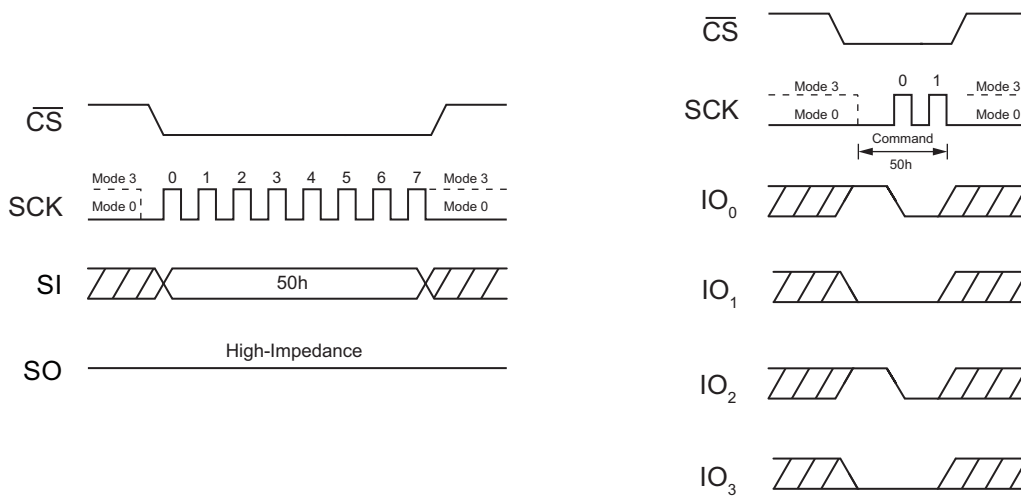 CS
SCK
Mode 3
Mode 0
0 1 2 3 4 5 6 7
Mode 3
Mode 0
SI
50h
SO
High-Impedance
CS
SCK
Mode 3
Mode 0
0 1
Mode 3
Mode 0
Command
50h
IO0
IO1
IO2
IO3